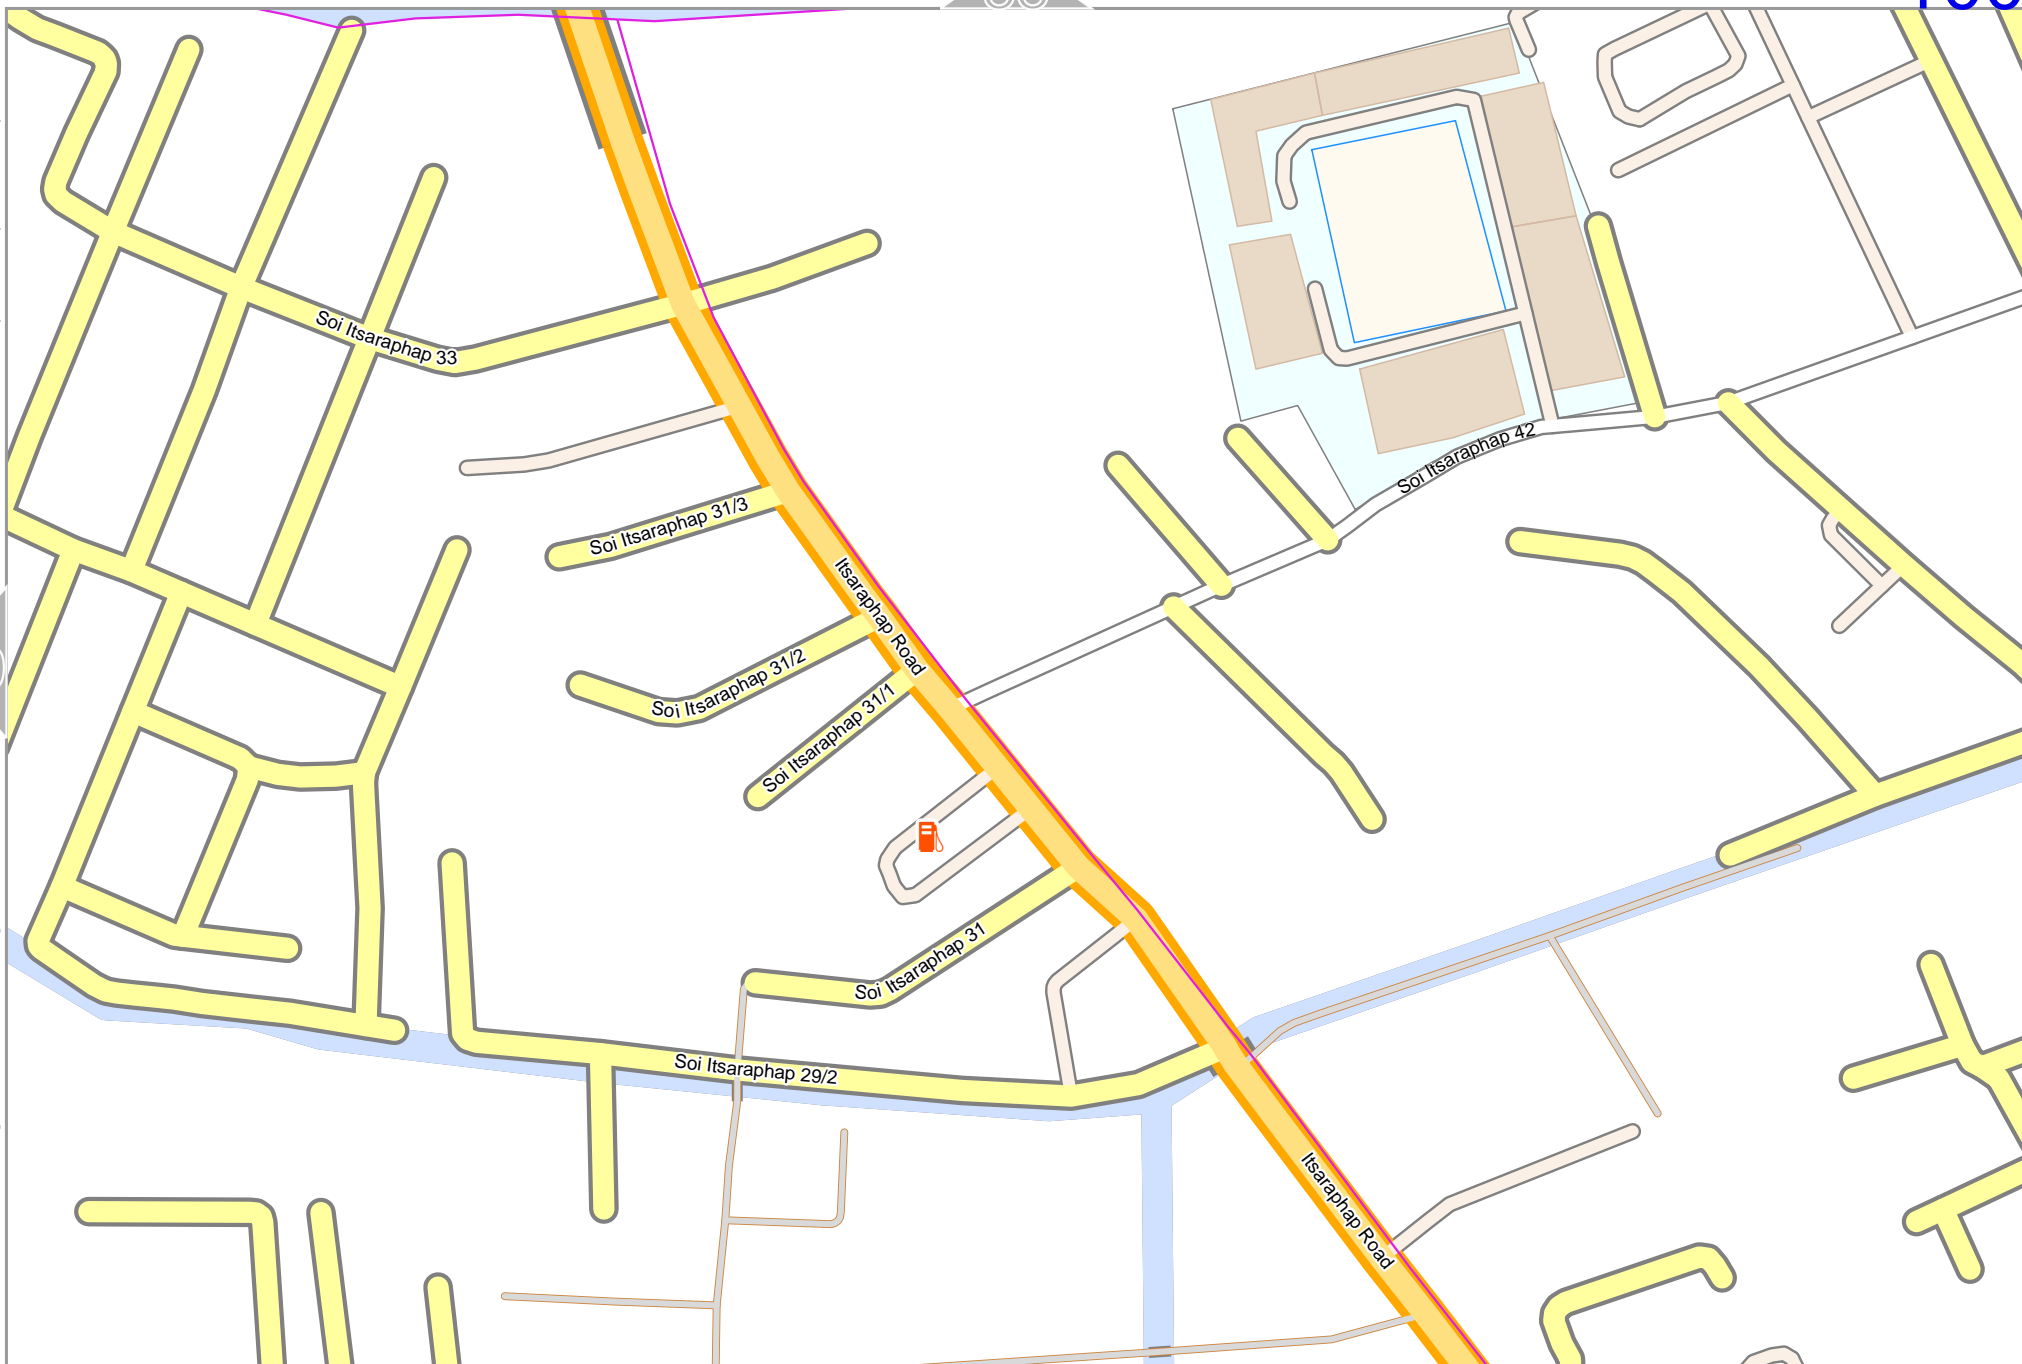 Soi Itsaraphap 33
Soi Itsaraphap 42
Soi Itsaraphap 31/3
Itsaraphap Road
Soi Itsaraphap 31/2
Soi Itsaraphap 31/1
Soi Itsaraphap 31
Soi Itsaraphap 29/2
Itsaraphap Road